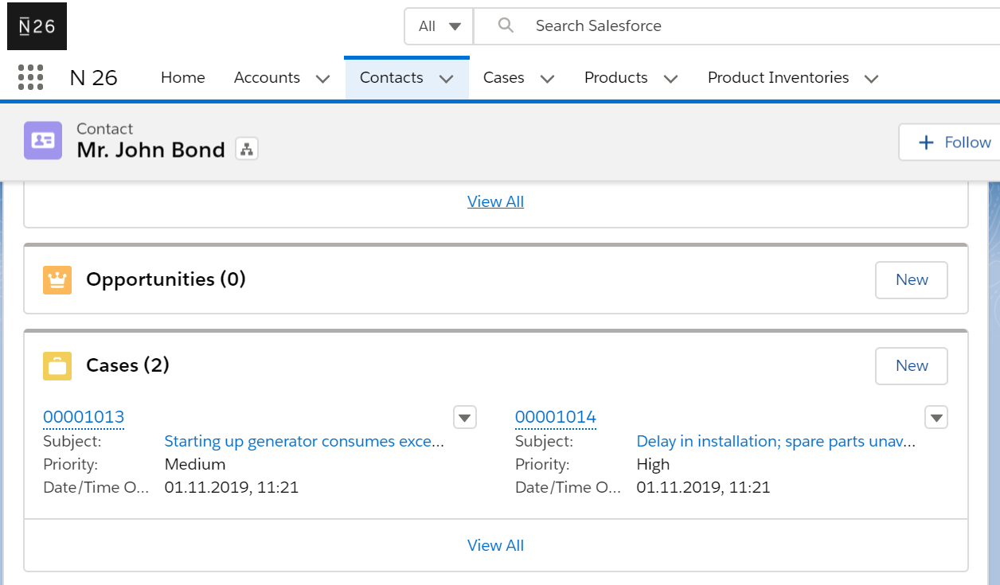 N26
All Search Salesforce
N 26 Home Accounts Contacts Cases Products Product Inventories
Contact
Mr. John Bond
+ Follow
View All
Opportunities (0) New
Cases (2) New
00001013
Subject: Starting up generator consumes exce...
Priority: Medium
Date/Time O... 01.11.2019, 11:21
00001014
Subject: Delay in installation; spare parts unav...
Priority: High
Date/Time O... 01.11.2019, 11:21
View All